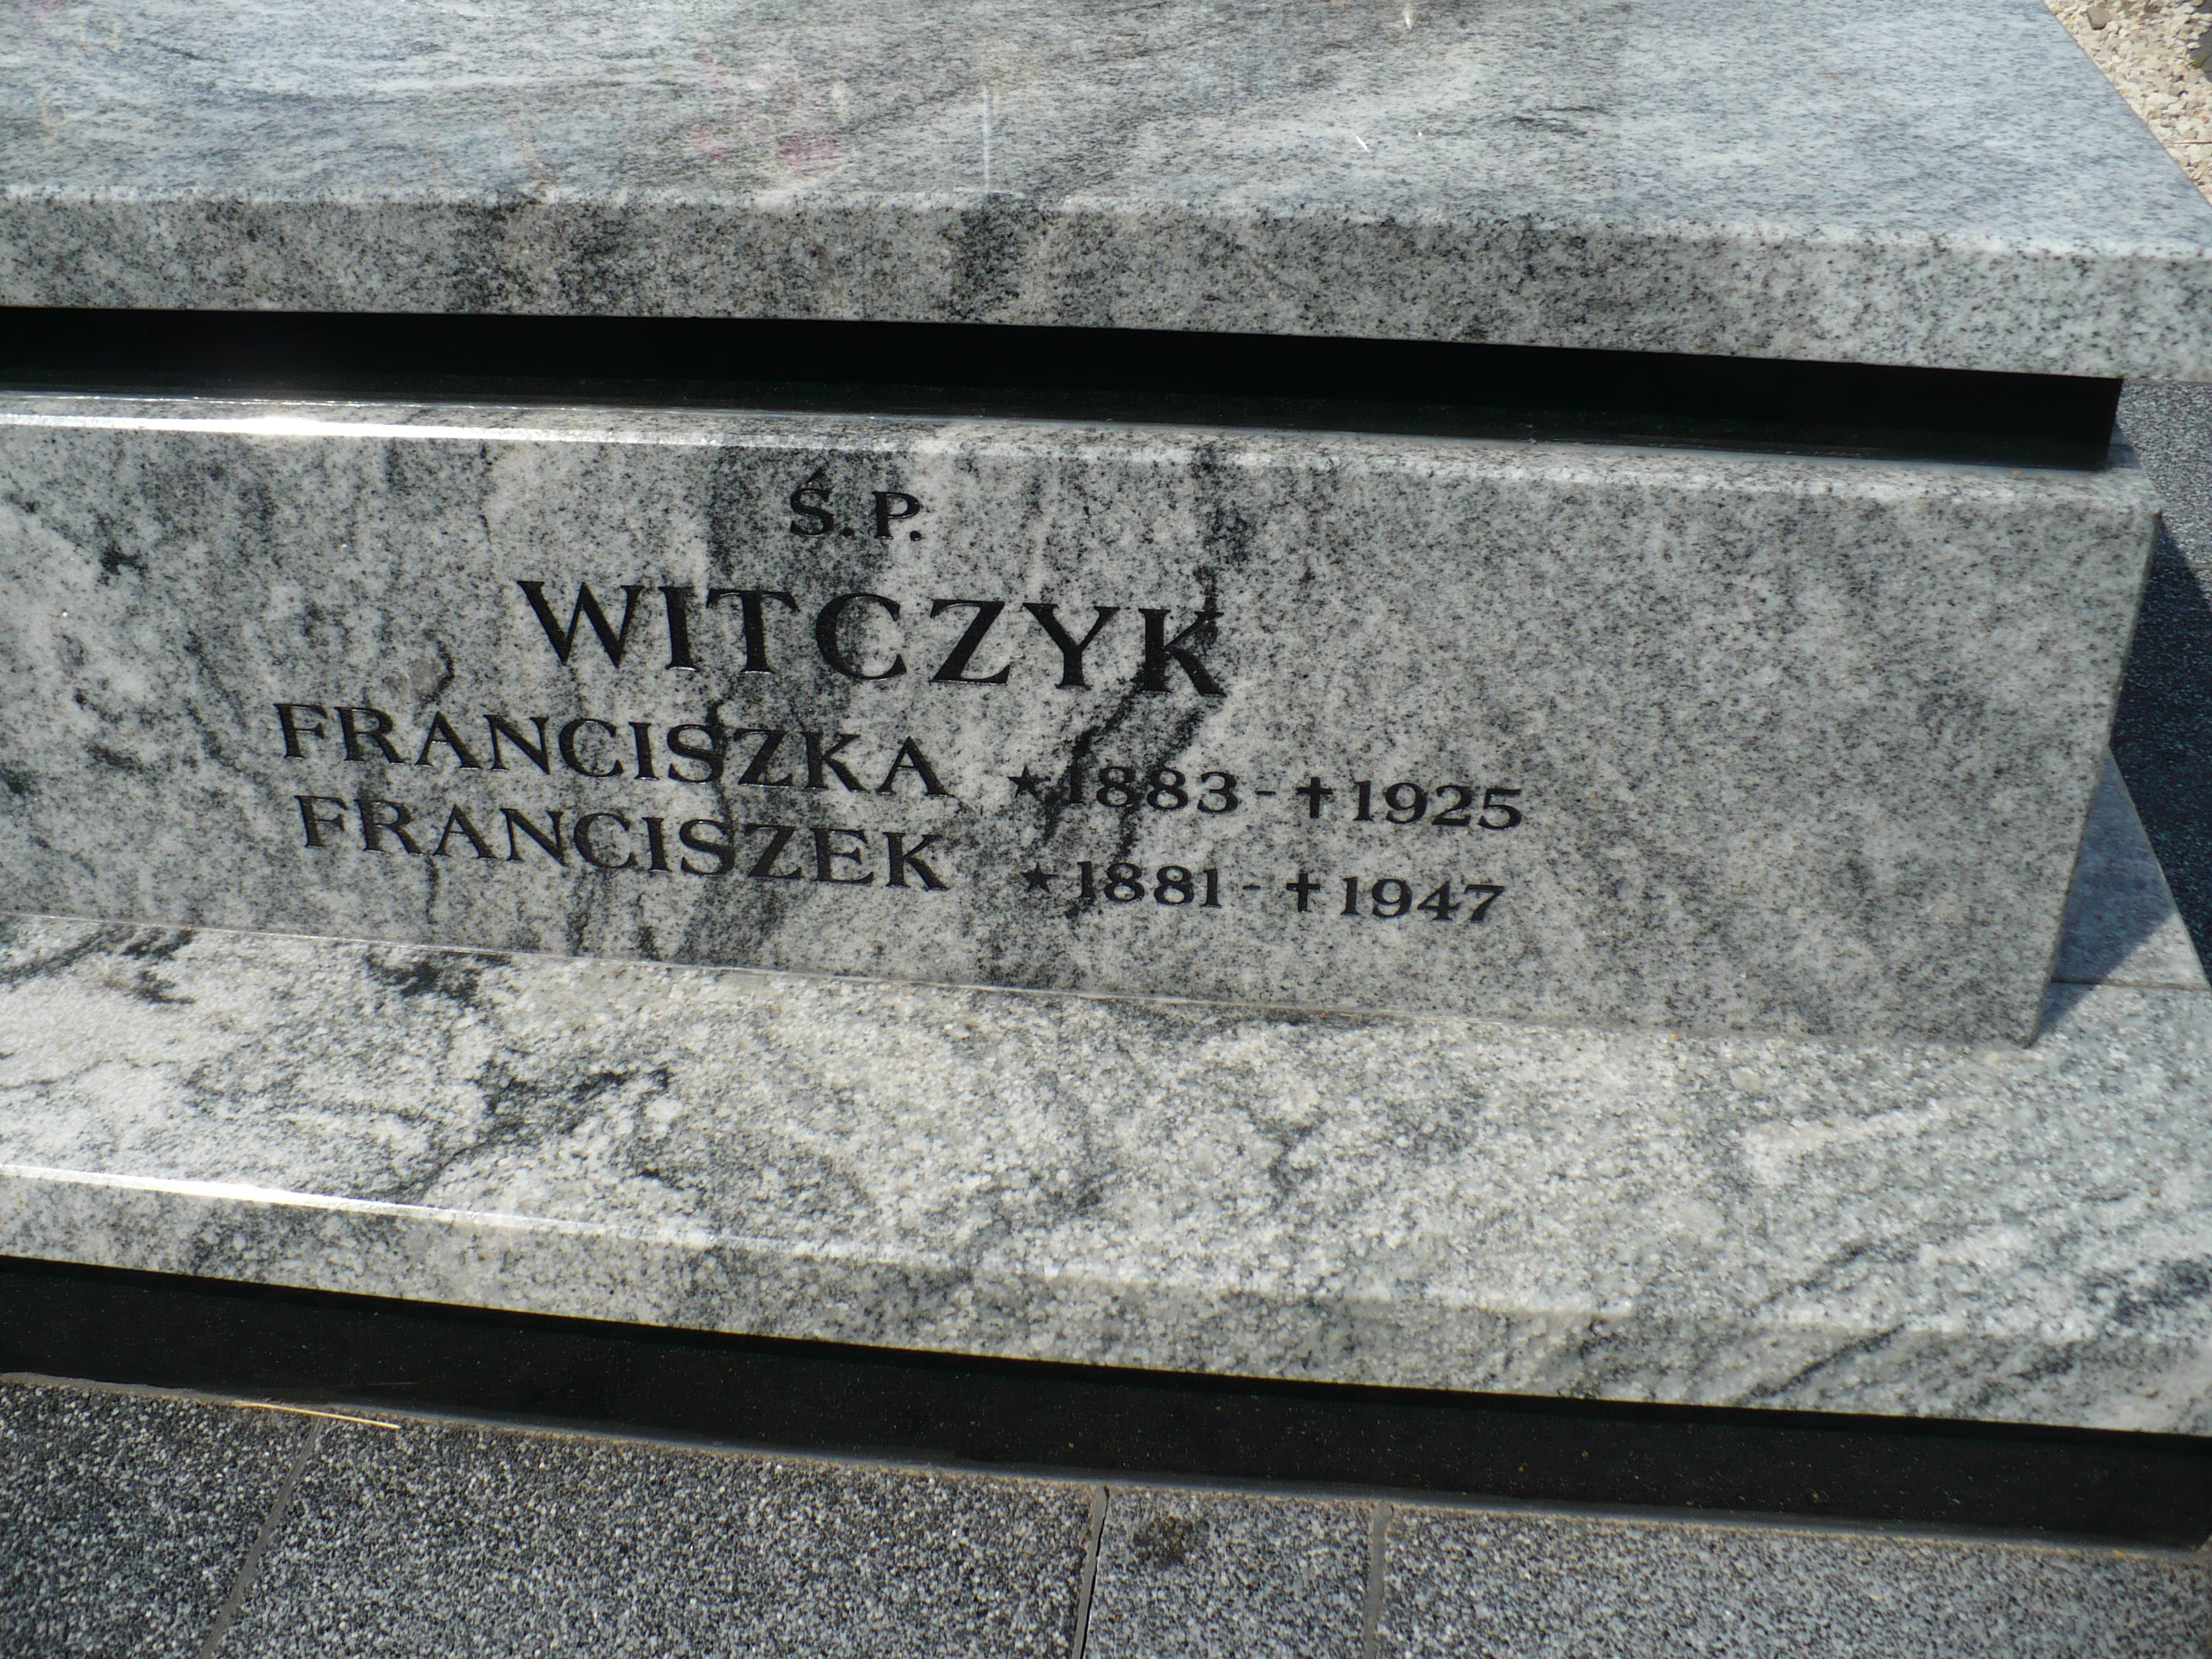 Ś.P.
WITCZYK
FRANCISZKA ★1883-✝1925
FRANCISZEK ★1881-✝1947